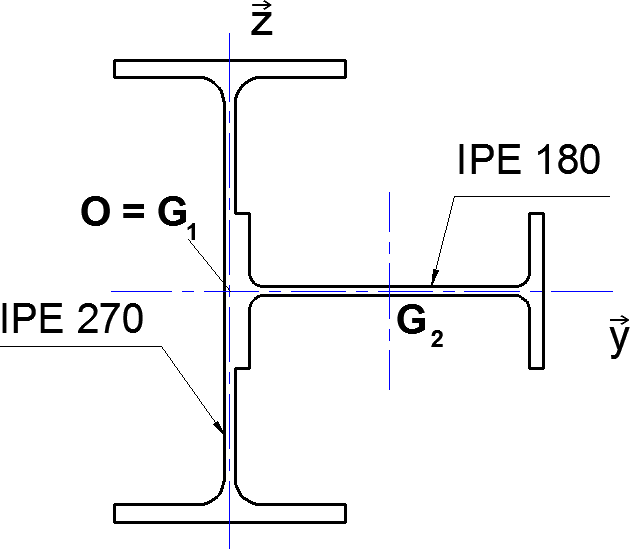 z
IPE 180
O = G1
IPE 270
G2
y